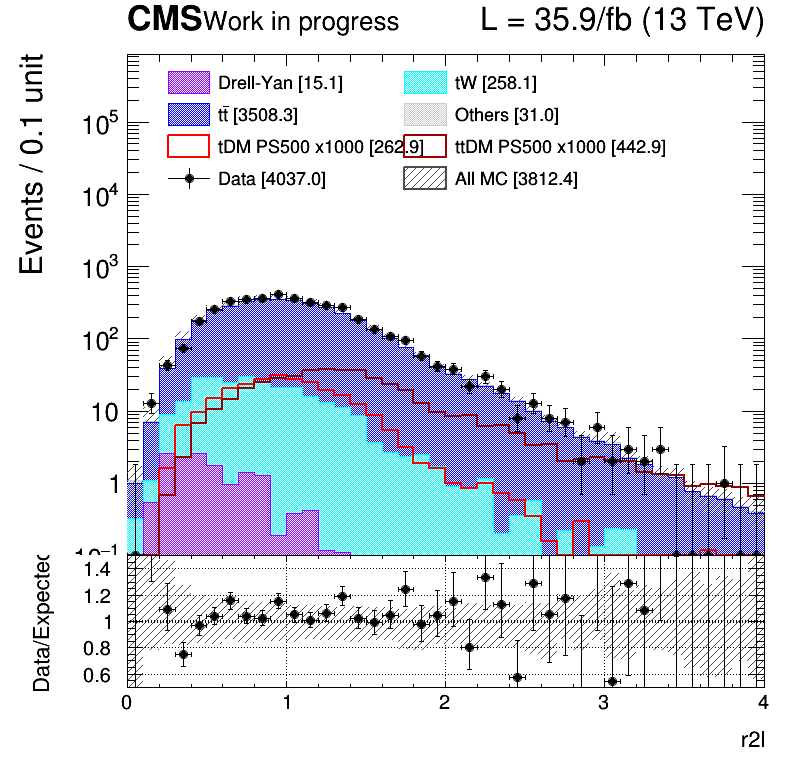 CMS Work in progress L = 35.9/fb (13 TeV)
Events / 0.1 unit
Drell-Yan [15.1] tW [258.1]
tt̄ [3508.3] Others [31.0]
tDM PS500 x1000 [262.9] ttDM PS500 x1000 [442.9]
Data [4037.0] All MC [3812.4]
10⁵
10⁴
10³
10²
10
1
10⁻¹
Data/Expected
1.4
1.2
1
0.8
0.6
0 1 2 3 4
r2l